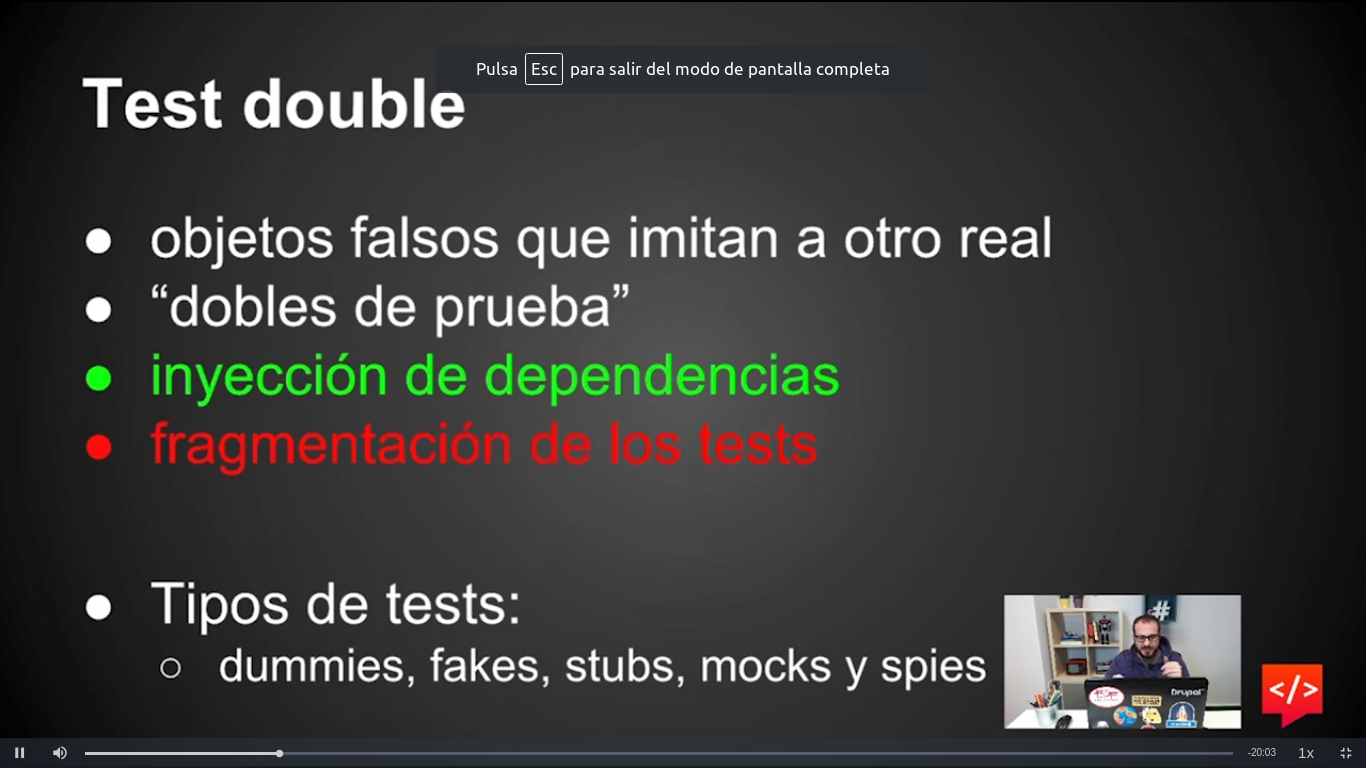 Pulsa Esc para salir del modo de pantalla completa
Test double
objetos falsos que imitan a otro real
“dobles de prueba”
inyección de dependencias
fragmentación de los tests
Tipos de tests:
dummies, fakes, stubs, mocks y spies
#
Drupal
</>
-20:03
1x